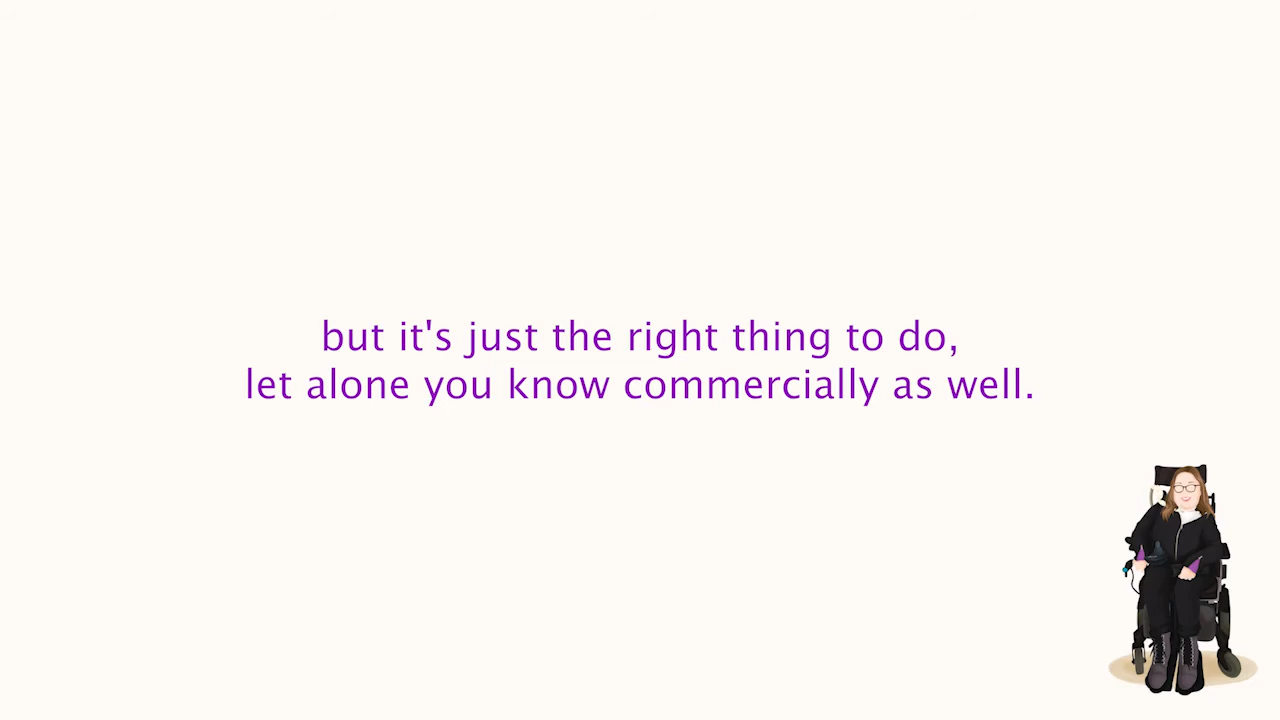 but it's just the right thing to do,
let alone you know commercially as well.